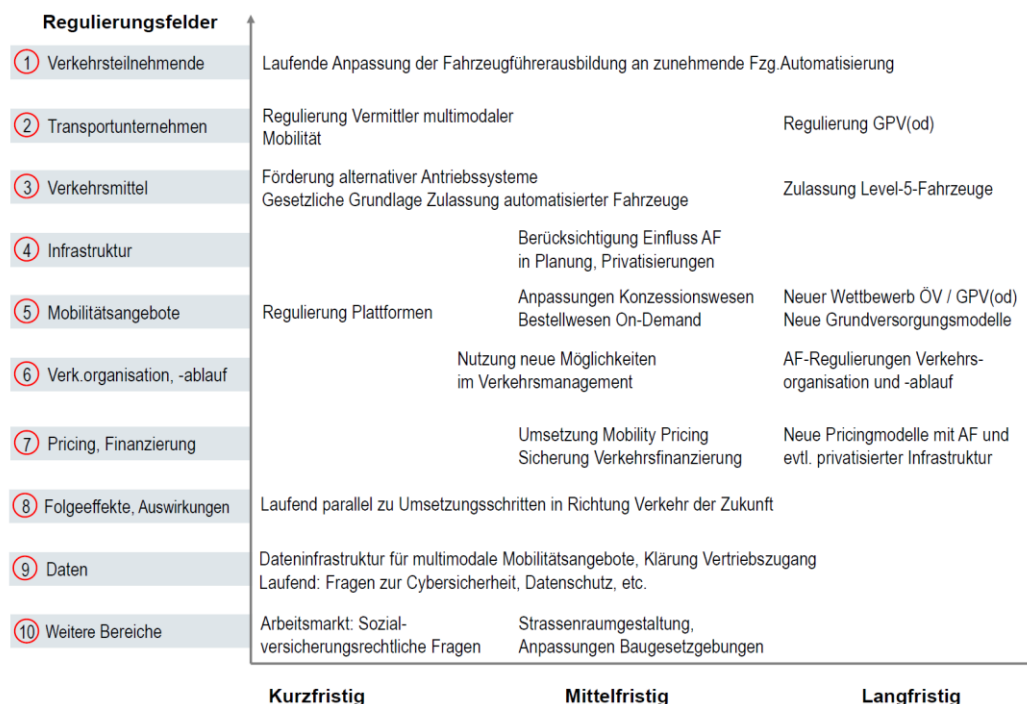 Regulierungsfelder
1 Verkehrsteilnehmende
Laufende Anpassung der Fahrzeugführerausbildung an zunehmende Fzg.Automatisierung
2 Transportunternehmen
Regulierung Vermittler multimodaler
Mobilität
Regulierung GPV(od)
3 Verkehrsmittel
Förderung alternativer Antriebssysteme
Gesetzliche Grundlage Zulassung automatisierter Fahrzeuge
Zulassung Level-5-Fahrzeuge
4 Infrastruktur
Berücksichtigung Einfluss AF
in Planung, Privatisierungen
5 Mobilitätsangebote
Regulierung Plattformen
Anpassungen Konzessionswesen
Bestellwesen On-Demand
Neuer Wettbewerb ÖV / GPV(od)
Neue Grundversorgungsmodelle
6 Verk.organisation, -ablauf
Nutzung neue Möglichkeiten
im Verkehrsmanagement
AF-Regulierungen Verkehrs-
organisation und -ablauf
7 Pricing, Finanzierung
Umsetzung Mobility Pricing
Sicherung Verkehrsfinanzierung
Neue Pricingmodelle mit AF und
evtl. privatisierter Infrastruktur
8 Folgeeffekte, Auswirkungen
Laufend parallel zu Umsetzungsschritten in Richtung Verkehr der Zukunft
9 Daten
Dateninfrastruktur für multimodale Mobilitätsangebote, Klärung Vertriebszugang
Laufend: Fragen zur Cybersicherheit, Datenschutz, etc.
10 Weitere Bereiche
Arbeitsmarkt: Sozial-
versicherungsrechtliche Fragen
Strassenraumgestaltung,
Anpassungen Baugesetzgebungen
Kurzfristig
Mittelfristig
Langfristig